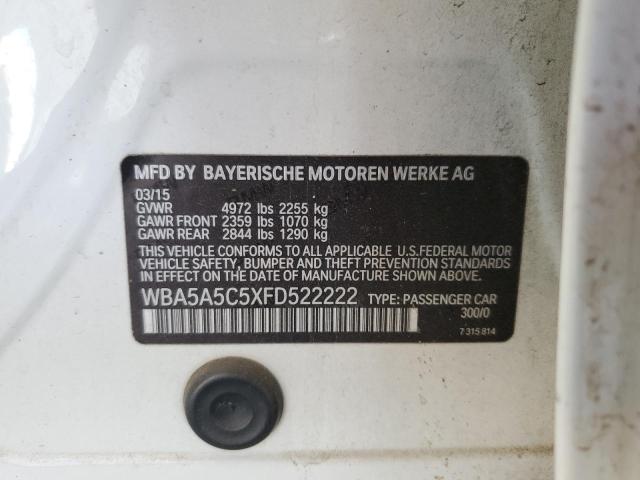 MFD BY BAYERISCHE MOTOREN WERKE AG
03/15
GVWR 4972 lbs 2255 kg
GAWR FRONT 2359 lbs 1070 kg
GAWR REAR 2844 lbs 1290 kg
THIS VEHICLE CONFORMS TO ALL APPLICABLE U.S.FEDERAL MOTOR
VEHICLE SAFETY, BUMPER AND THEFT PREVENTION STANDARDS
IN EFFECT ON THE DATE OF MANUFACTURE SHOWN ABOVE.
WBA5A5C5XFD522222 TYPE: PASSENGER CAR
300/0
7 315 814